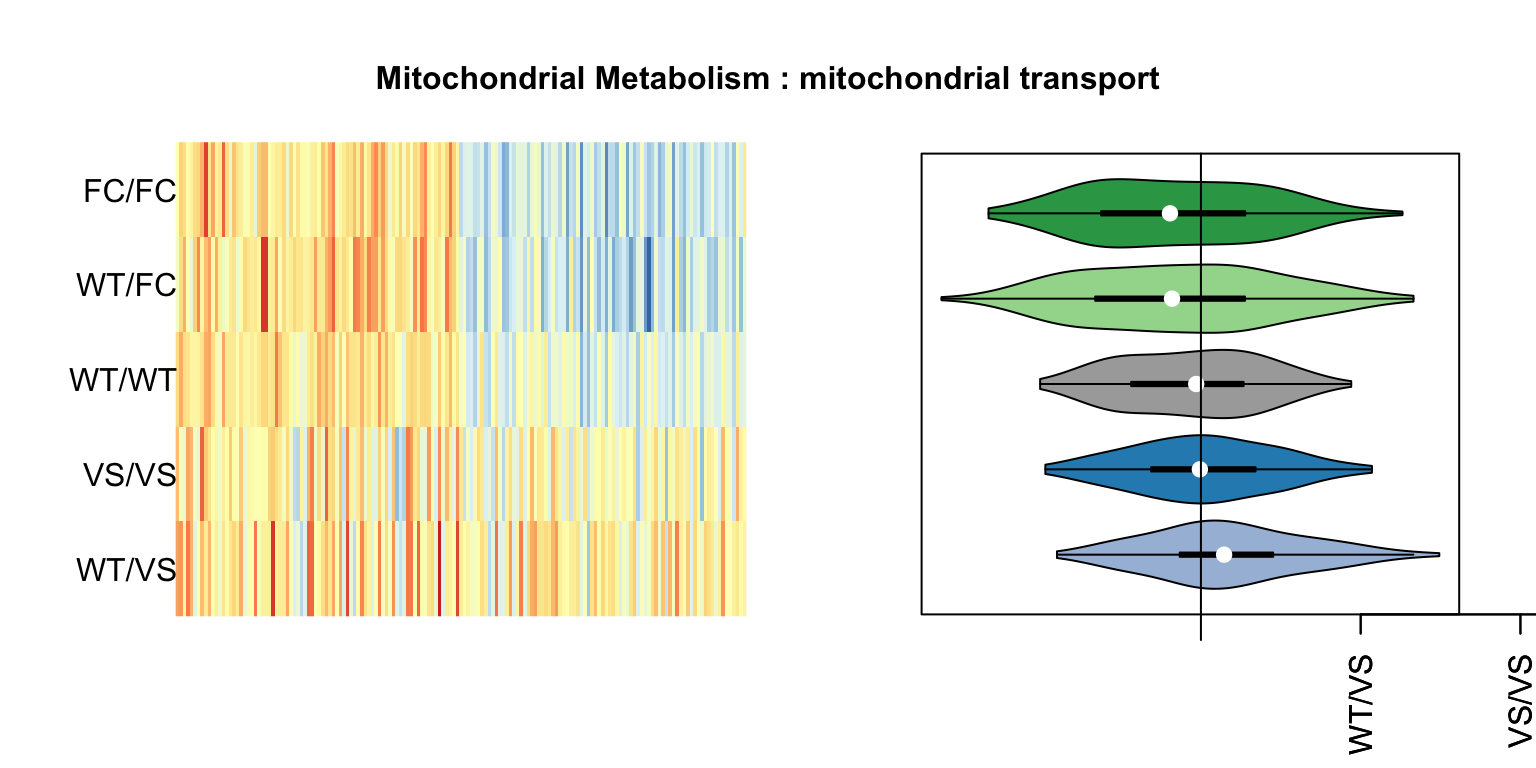 Mitochondrial Metabolism : mitochondrial transport
FC/FC
WT/FC
WT/WT
VS/VS
WT/VS
WT/VS
VS/VS